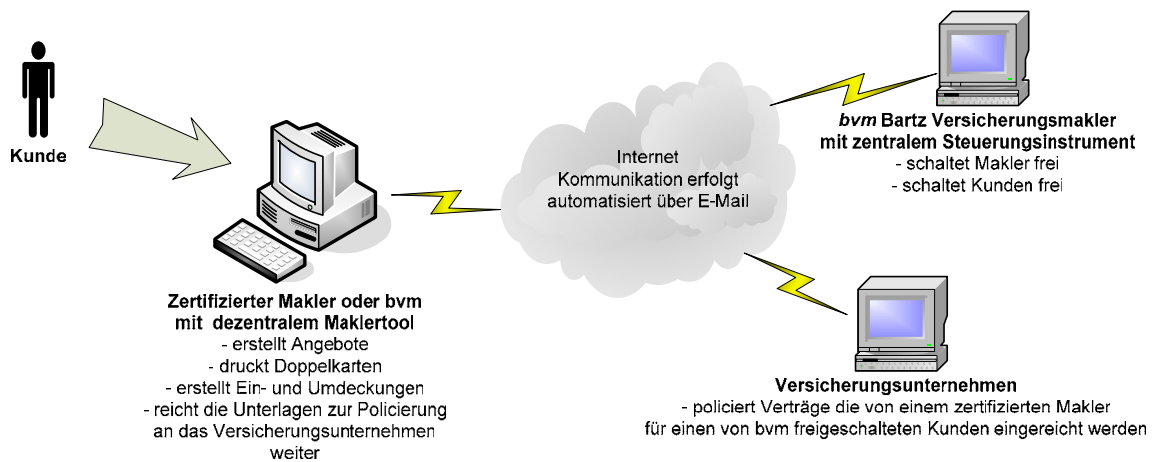 Kunde
Zertifizierter Makler oder bvm
mit dezentralem Maklertool
- erstellt Angebote
- druckt Doppelkarten
- erstellt Ein- und Umdeckungen
- reicht die Unterlagen zur Policierung
an das Versicherungsunternehmen
weiter
Internet
Kommunikation erfolgt
automatisiert über E-Mail
bvm Bartz Versicherungsmakler
mit zentralem Steuerungsinstrument
- schaltet Makler frei
- schaltet Kunden frei
Versicherungsunternehmen
- policiert Verträge die von einem zertifizierten Makler
für einen von bvm freigeschalteten Kunden eingereicht werden